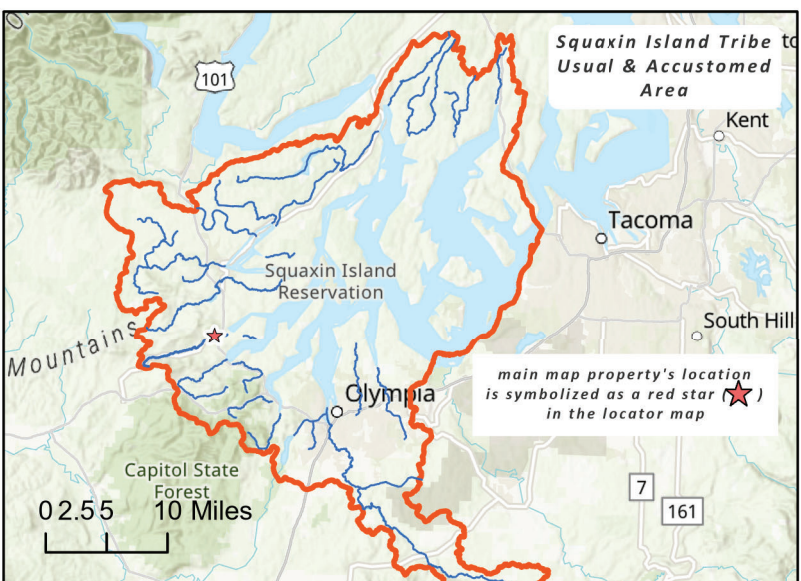 Squaxin Island Tribe
Usual & Accustomed
Area
101
Kent
Tacoma
Squaxin Island
Reservation
South Hill
Mountains
main map property's location
is symbolized as a red star ( )
in the locator map
Olympia
Capitol State
Forest
7
161
0 2.5 5 10 Miles